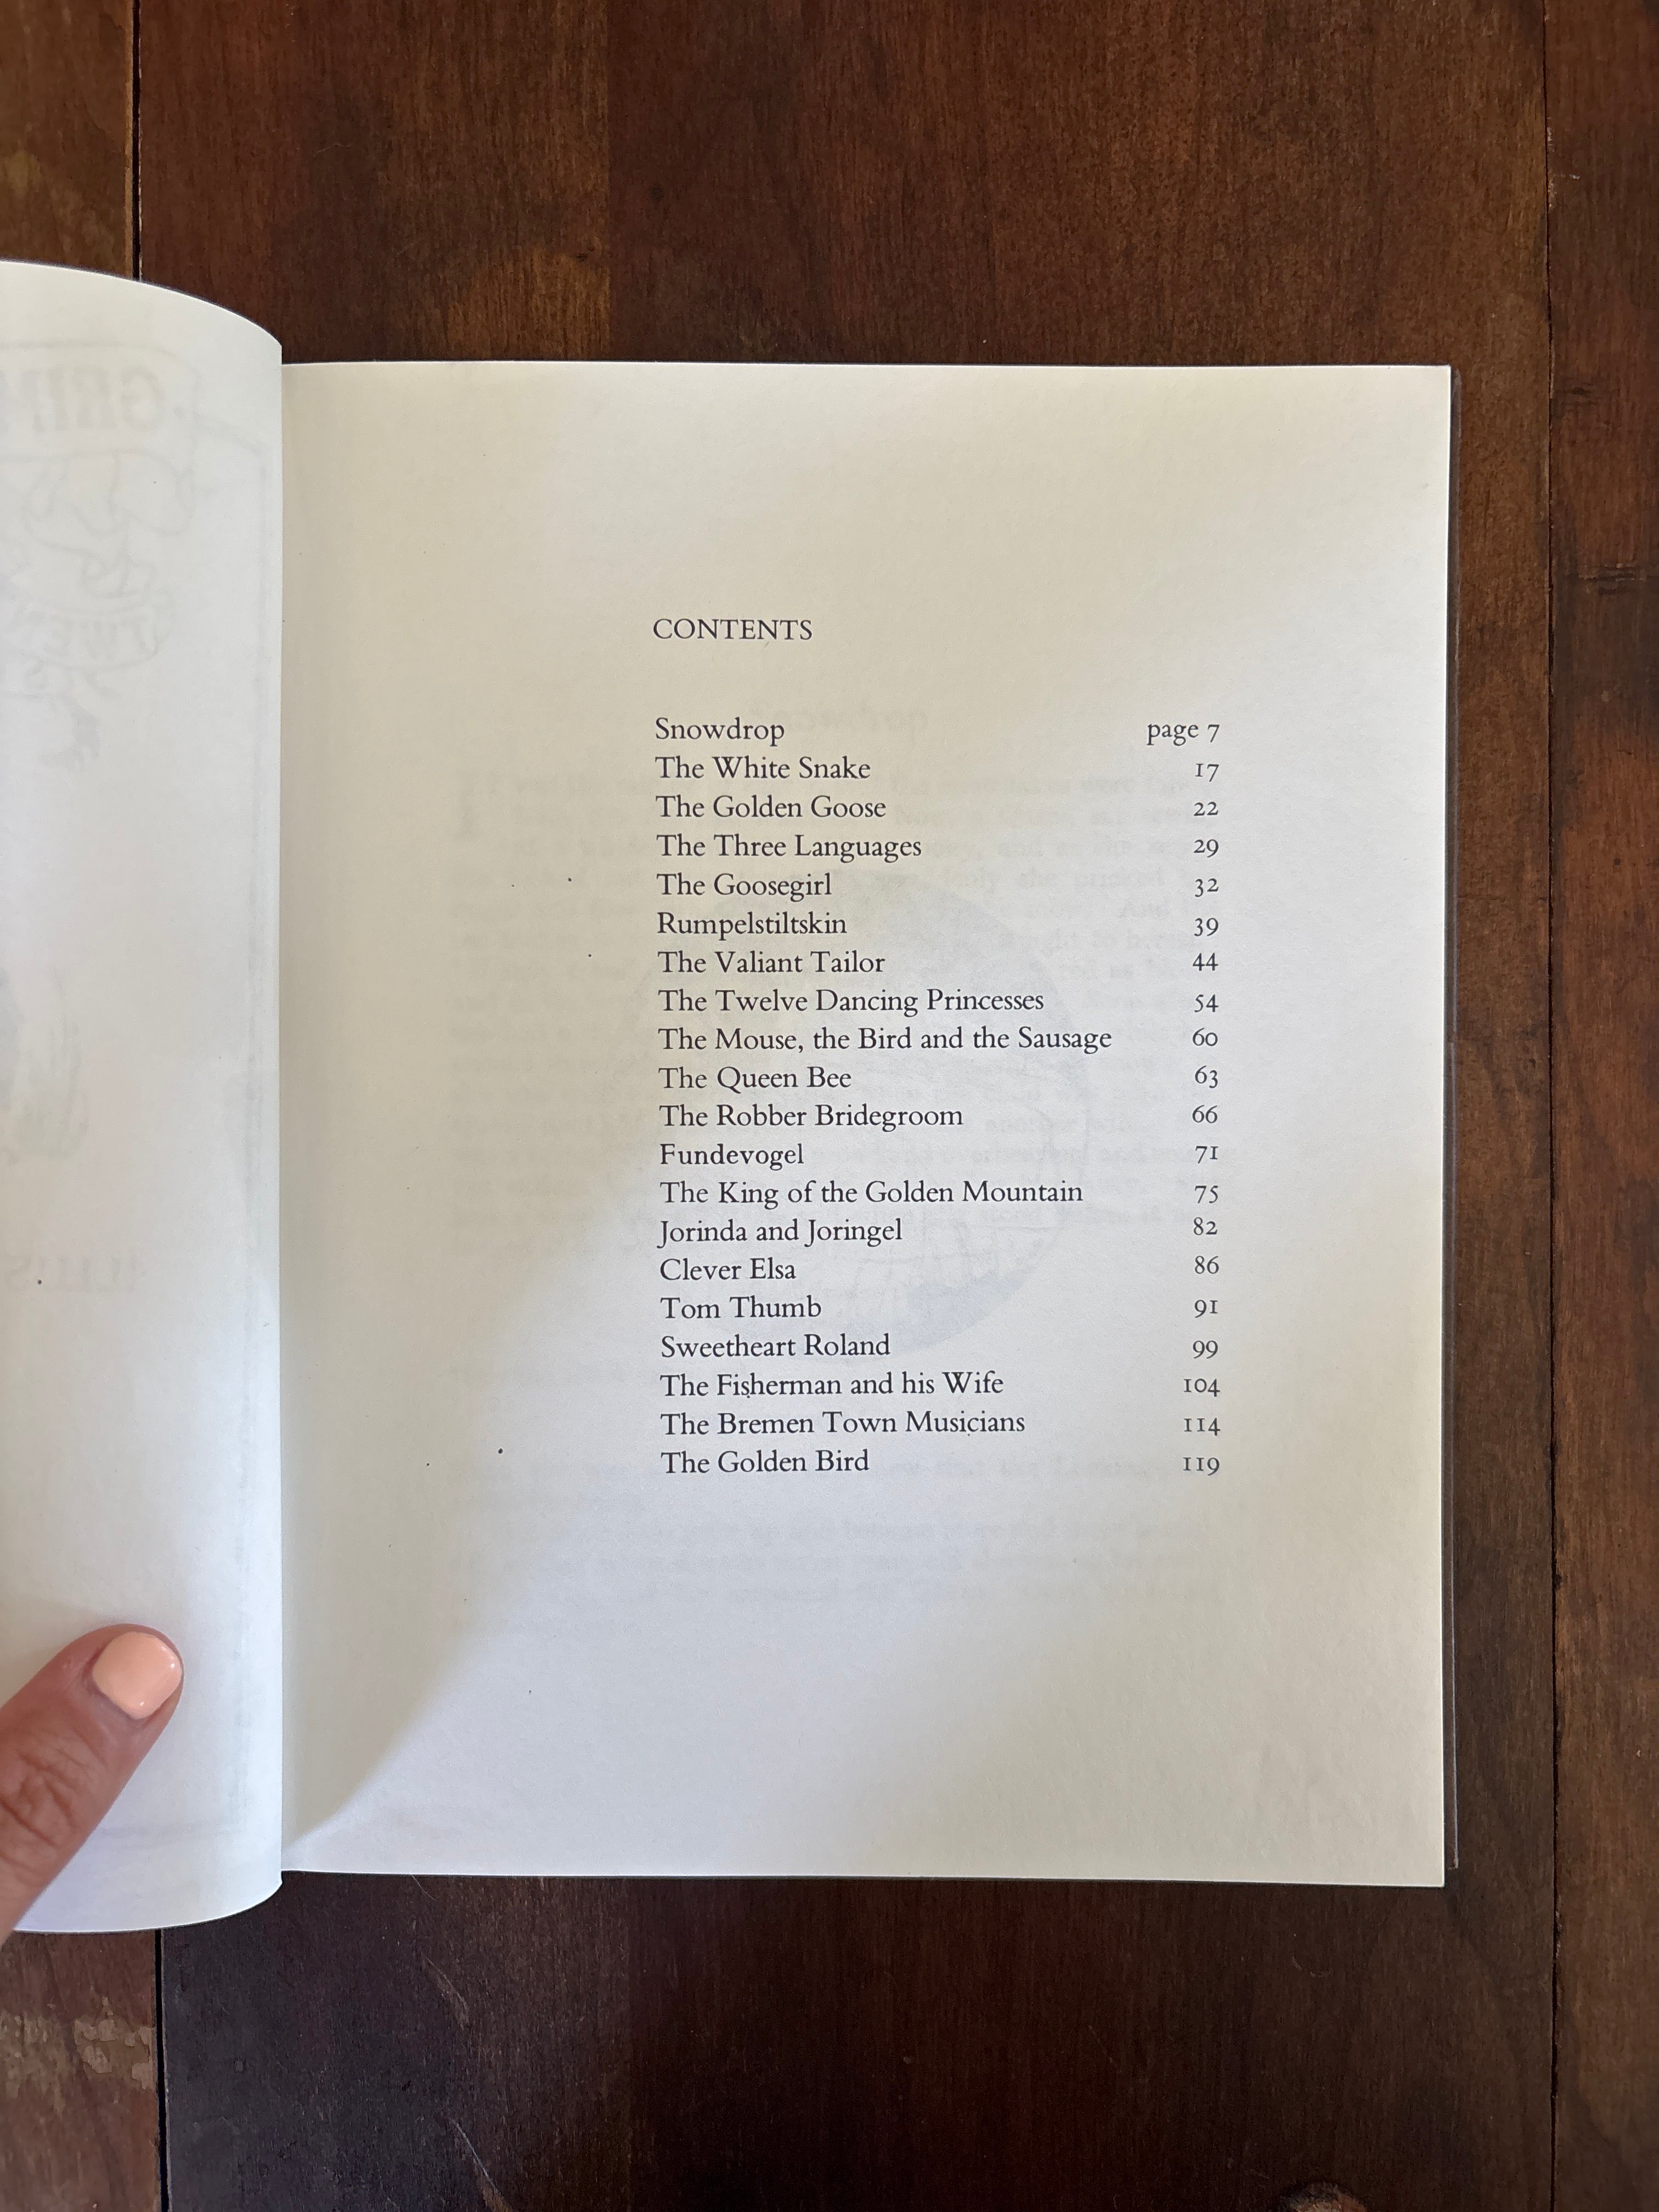 CONTENTS
Snowdrop page 7
The White Snake 17
The Golden Goose 22
The Three Languages 29
The Goosegirl 32
Rumpelstiltskin 39
The Valiant Tailor 44
The Twelve Dancing Princesses 54
The Mouse, the Bird and the Sausage 60
The Queen Bee 63
The Robber Bridegroom 66
Fundevogel 71
The King of the Golden Mountain 75
Jorinda and Joringel 82
Clever Elsa 86
Tom Thumb 91
Sweetheart Roland 99
The Fisherman and his Wife 104
The Bremen Town Musicians 114
The Golden Bird 119